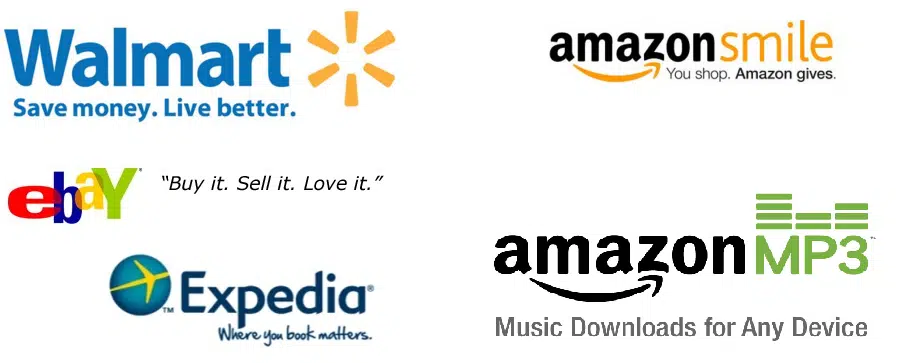 Walmart
Save money. Live better.
amazonsmile
You shop. Amazon gives.
ebaY
“Buy it. Sell it. Love it.”
amazonMP3
Music Downloads for Any Device
™Expedia®
Where you book matters.